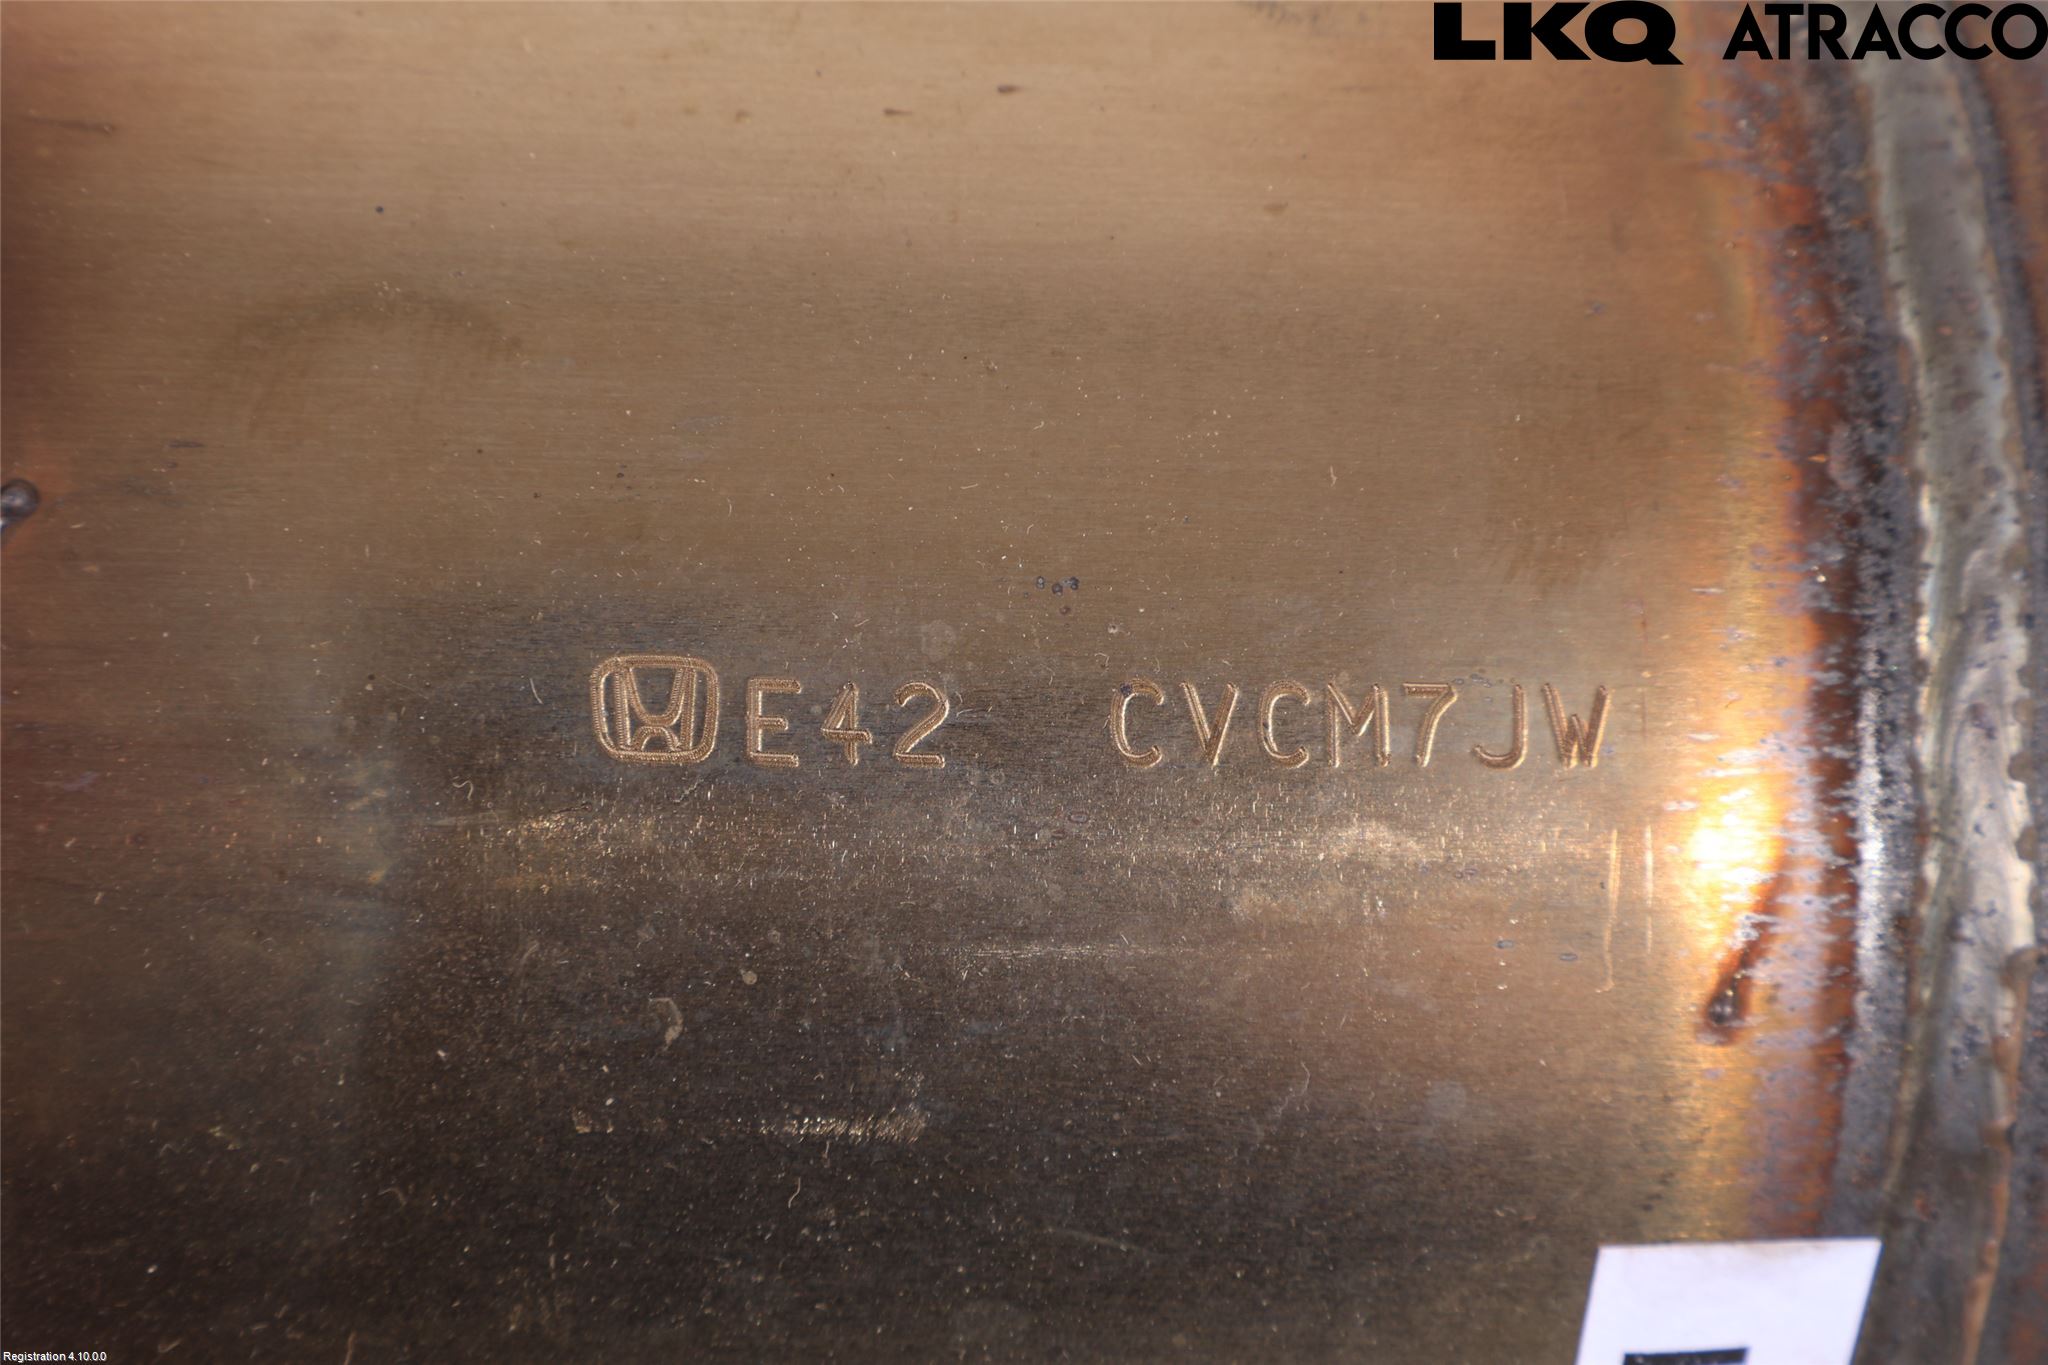 LKQ ATRACCO
E42 CVCM7JW
Registration 4.10.0.0